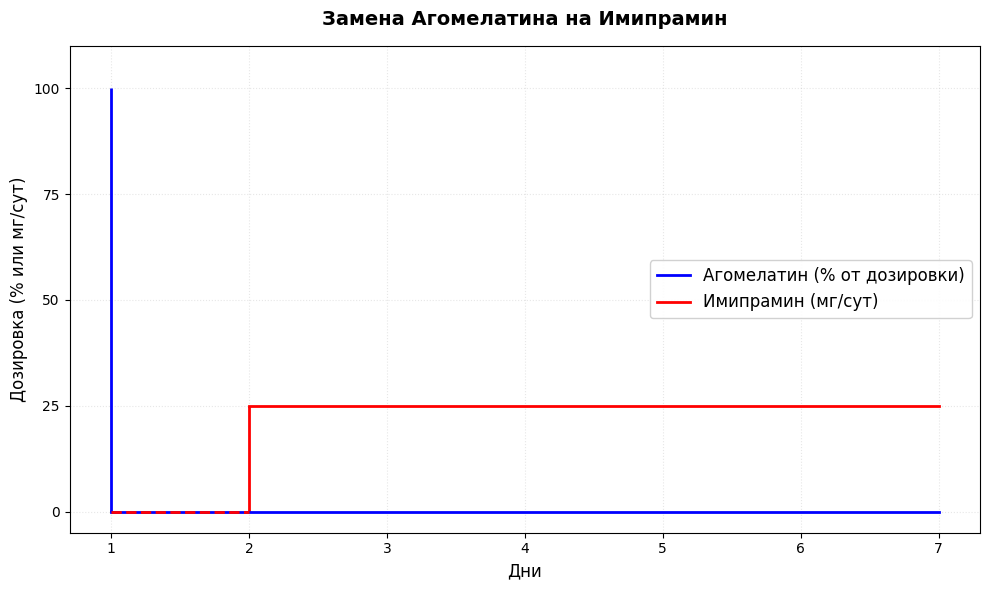 Замена Агомелатина на Имипрамин
Дозировка (% или мг/сут)
100
75
50
25
0
Агомелатин (% от дозировки)
Имипрамин (мг/сут)
1 2 3 4 5 6 7
Дни